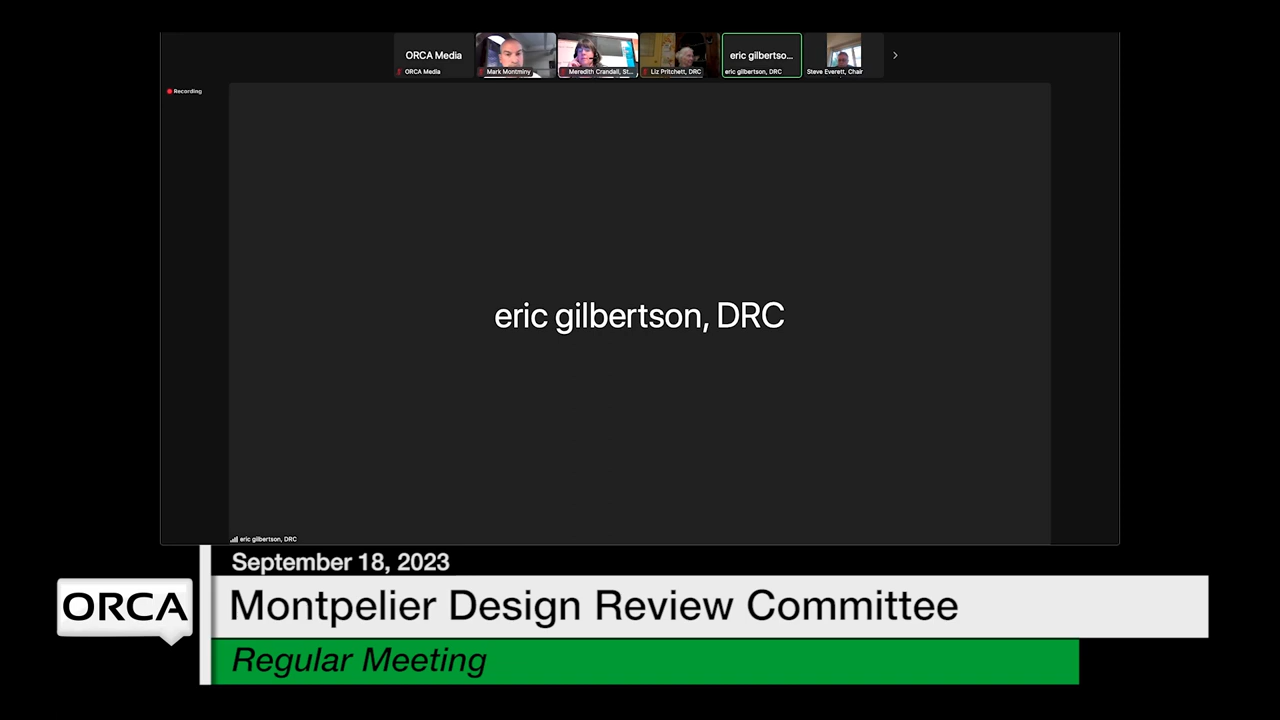 ORCA Media
eric gilbertso...
ORCA Media
Mark Montminy
Meredith Crandall, St...
Liz Pritchett, DRC
eric gilbertson, DRC
Steve Everett, Chair
Recording
eric gilbertson, DRC
eric gilbertson, DRC
September 18, 2023
ORCA
Montpelier Design Review Committee
Regular Meeting